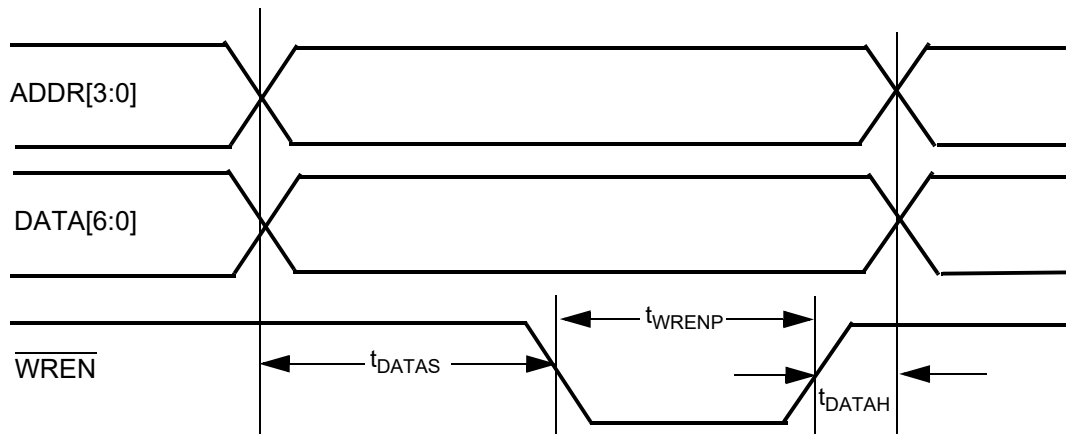 ADDR[3:0]
DATA[6:0]
tWRENP
WREN
tDATAS
tDATAH